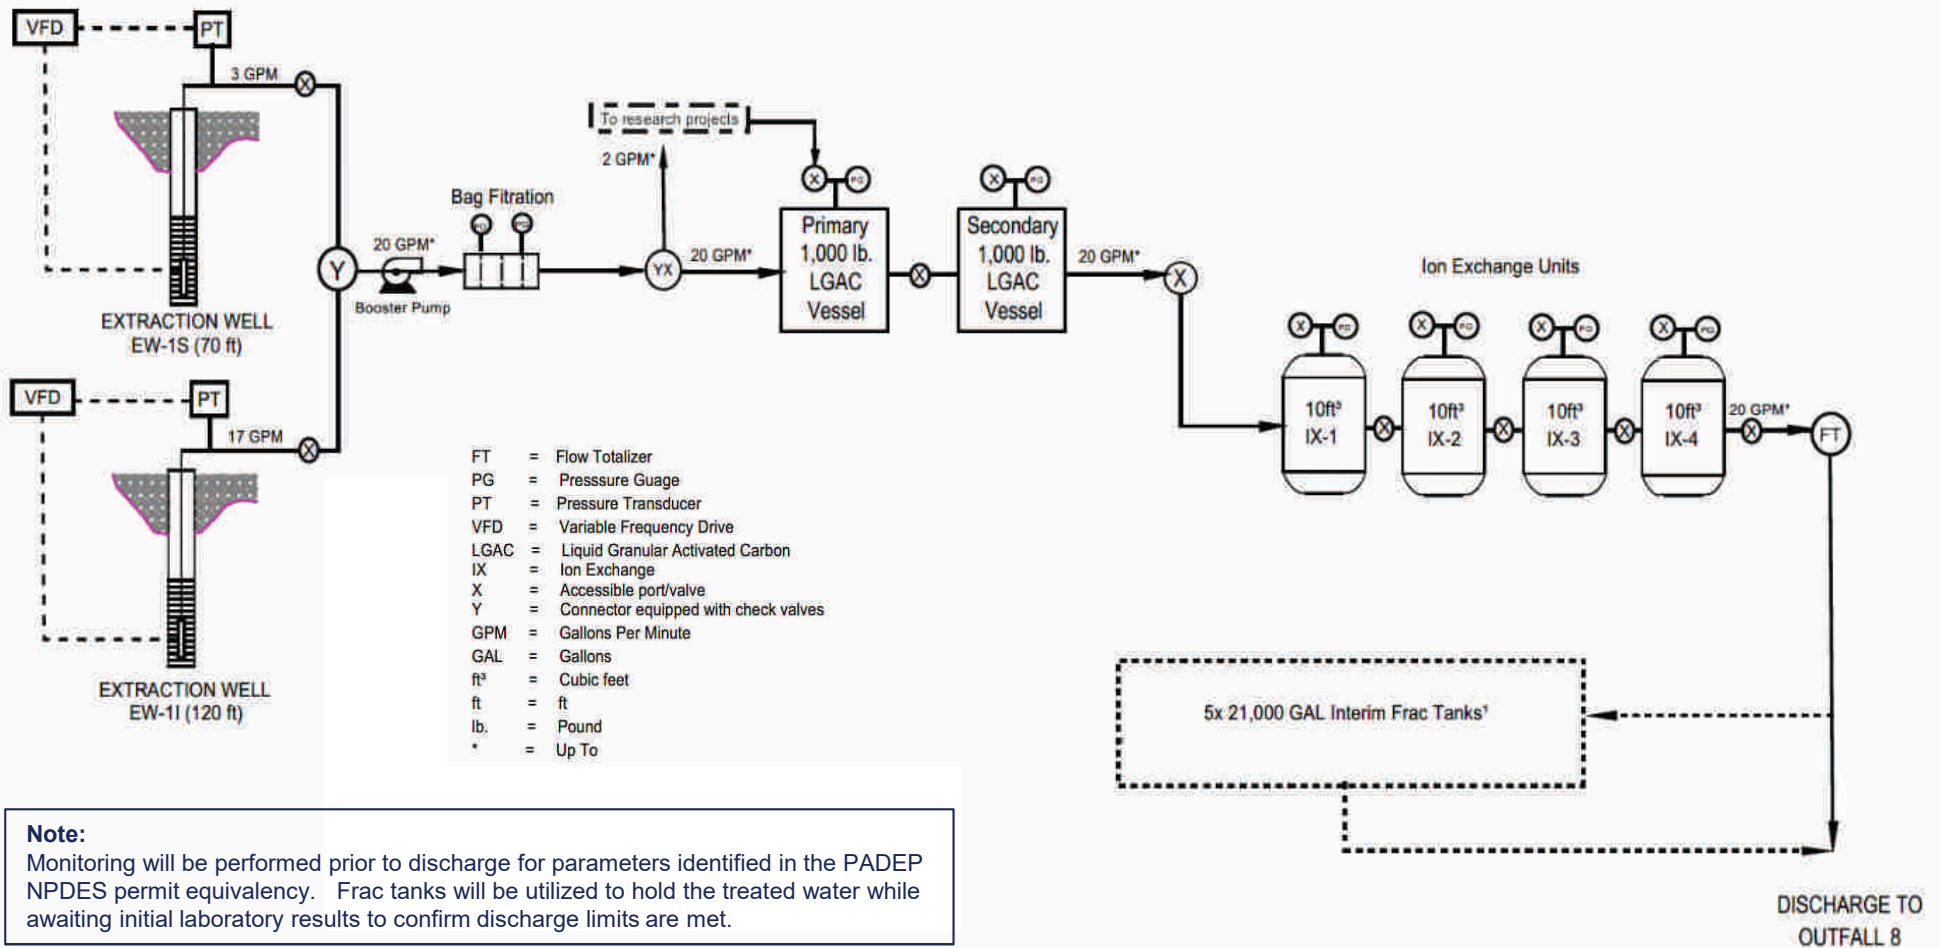 VFD
PT
3 GPM
X
EXTRACTION WELL
EW-1S (70 ft)
VFD
PT
17 GPM
X
EXTRACTION WELL
EW-1I (120 ft)
Y
20 GPM*
Booster Pump
Bag Fitration
PG
PG
To research projects
2 GPM*
YX
20 GPM*
X
PG
Primary
1,000 lb.
LGAC
Vessel
X
X
PG
Secondary
1,000 lb.
LGAC
Vessel
20 GPM*
X
Ion Exchange Units
X
PG
10ft³
IX-1
X
X
PG
10ft³
IX-2
X
X
PG
10ft³
IX-3
X
X
PG
10ft³
IX-4
20 GPM*
X
FT
FT = Flow Totalizer
PG = Presssure Guage
PT = Pressure Transducer
VFD = Variable Frequency Drive
LGAC = Liquid Granular Activated Carbon
IX = Ion Exchange
X = Accessible port/valve
Y = Connector equipped with check valves
GPM = Gallons Per Minute
GAL = Gallons
ft³ = Cubic feet
ft = ft
lb. = Pound
* = Up To
5x 21,000 GAL Interim Frac Tanks¹
DISCHARGE TO
OUTFALL 8
Note:
Monitoring will be performed prior to discharge for parameters identified in the PADEP
NPDES permit equivalency. Frac tanks will be utilized to hold the treated water while
awaiting initial laboratory results to confirm discharge limits are met.